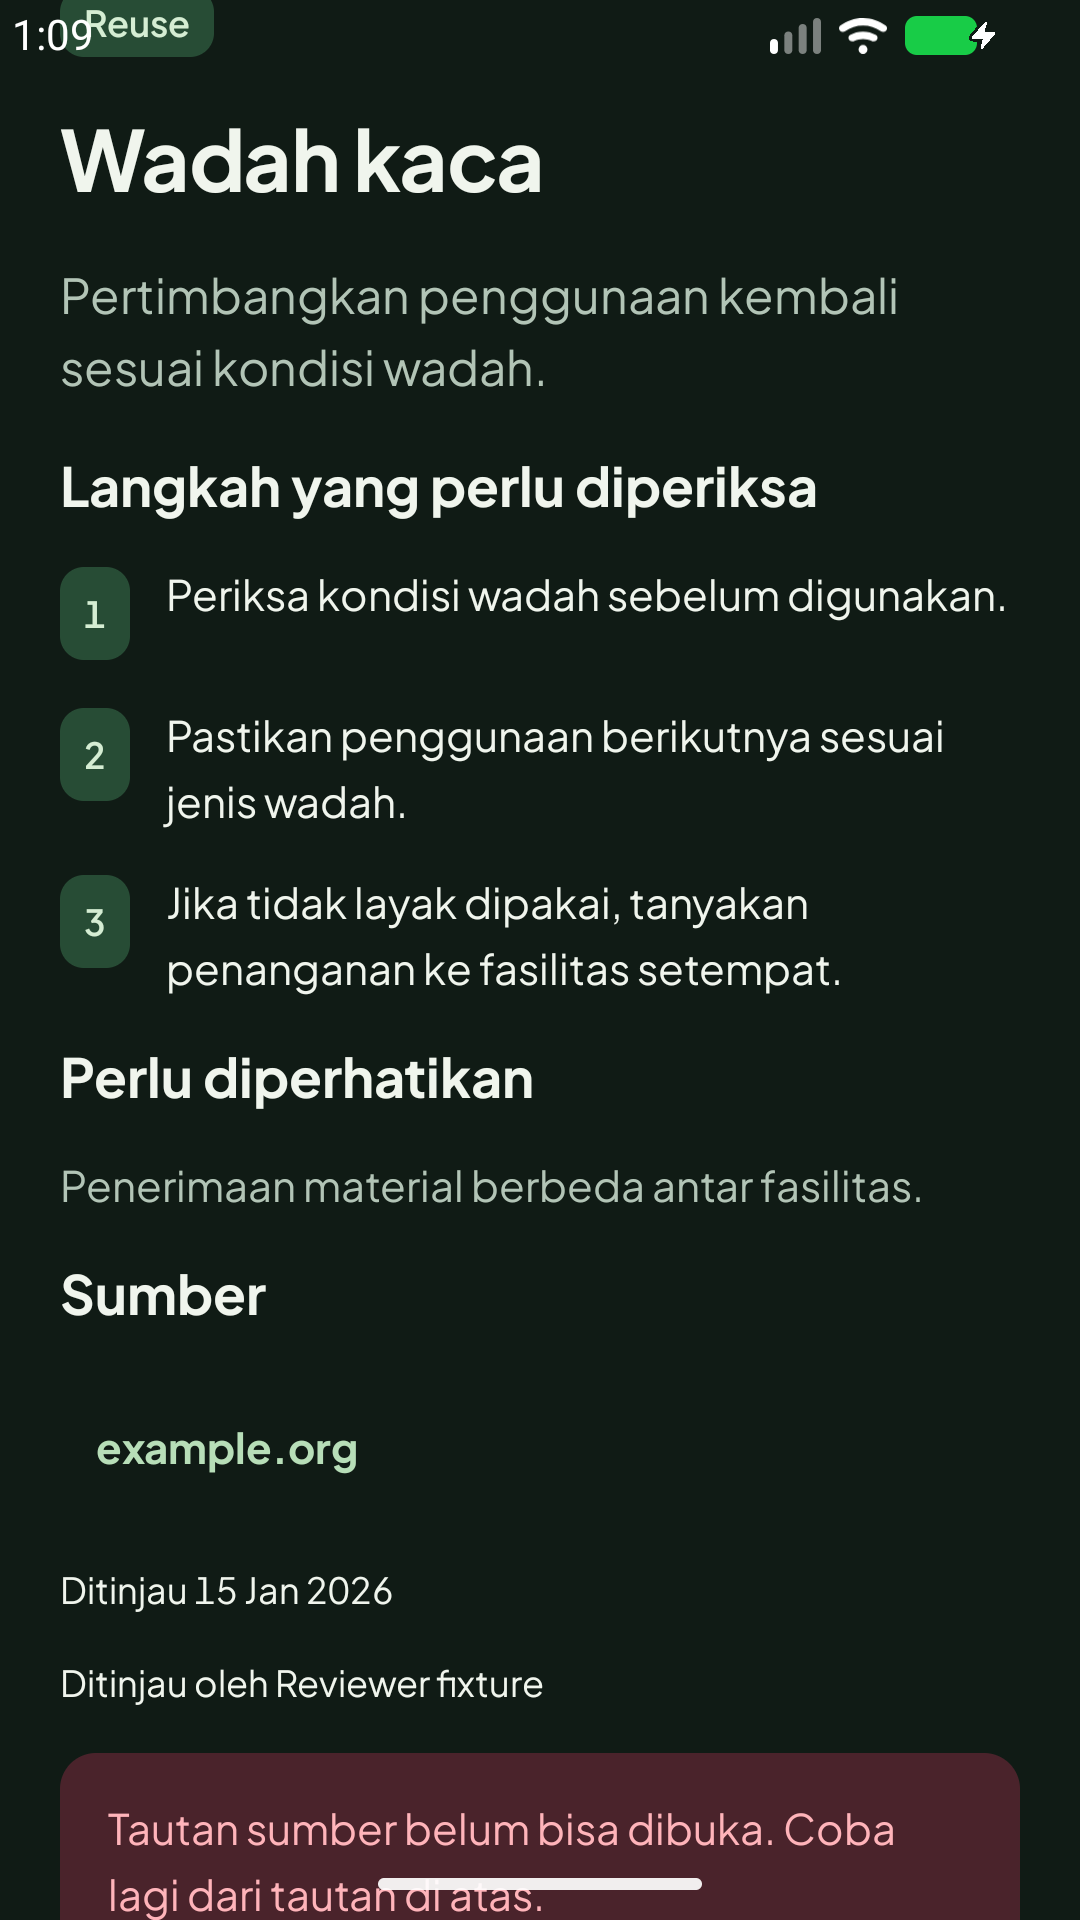 1:09
Reuse
Wadah kaca
Pertimbangkan penggunaan kembali
sesuai kondisi wadah.
Langkah yang perlu diperiksa
1
Periksa kondisi wadah sebelum digunakan.
2
Pastikan penggunaan berikutnya sesuai
jenis wadah.
3
Jika tidak layak dipakai, tanyakan
penanganan ke fasilitas setempat.
Perlu diperhatikan
Penerimaan material berbeda antar fasilitas.
Sumber
example.org
Ditinjau 15 Jan 2026
Ditinjau oleh Reviewer fixture
Tautan sumber belum bisa dibuka. Coba
lagi dari tautan di atas.